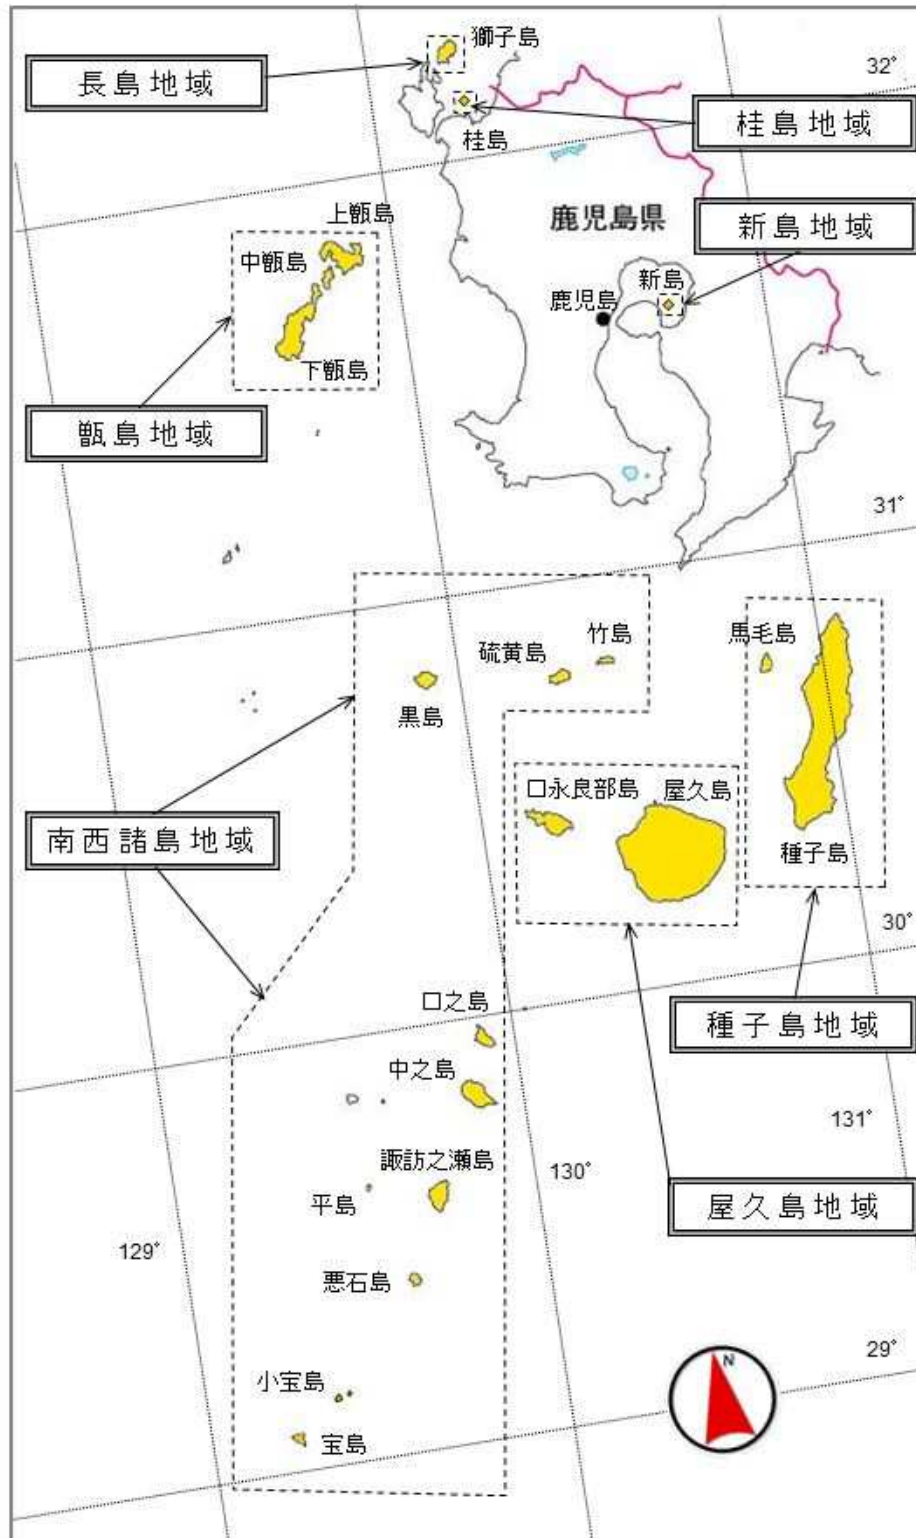 獅子島
長島地域
32°
桂島地域
桂島
上甑島
鹿児島県
新島地域
中甑島
新島
鹿児島
下甑島
甑島地域
31°
竹島
馬毛島
硫黄島
黒島
口永良部島
屋久島
南西諸島地域
種子島
30°
口之島
種子島地域
中之島
131°
諏訪之瀬島
130°
平島
屋久島地域
129°
悪石島
29°
N
小宝島
宝島